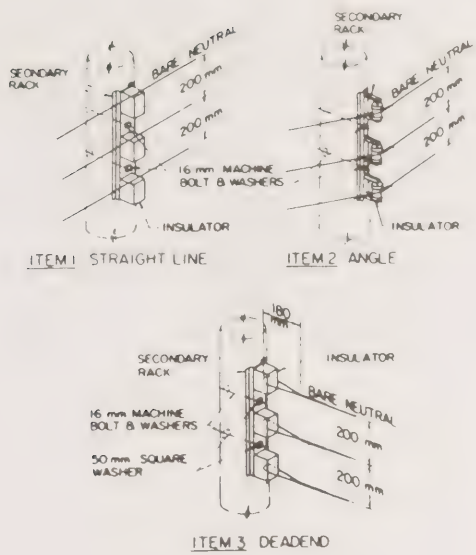 SECONDARY
RACK
BARE NEUTRAL
200 mm
200 mm
16 mm MACHINE
BOLT & WASHERS
INSULATOR
ITEM 1 STRAIGHT LINE
BARE NEUTRAL
200 mm
200 mm
INSULATOR
ITEM 2 ANGLE
180
mm
SECONDARY
RACK
INSULATOR
16 mm MACHINE
BOLT & WASHERS
50 mm SQUARE
WASHER
BARE NEUTRAL
200 mm
200 mm
ITEM 3 DEADEND